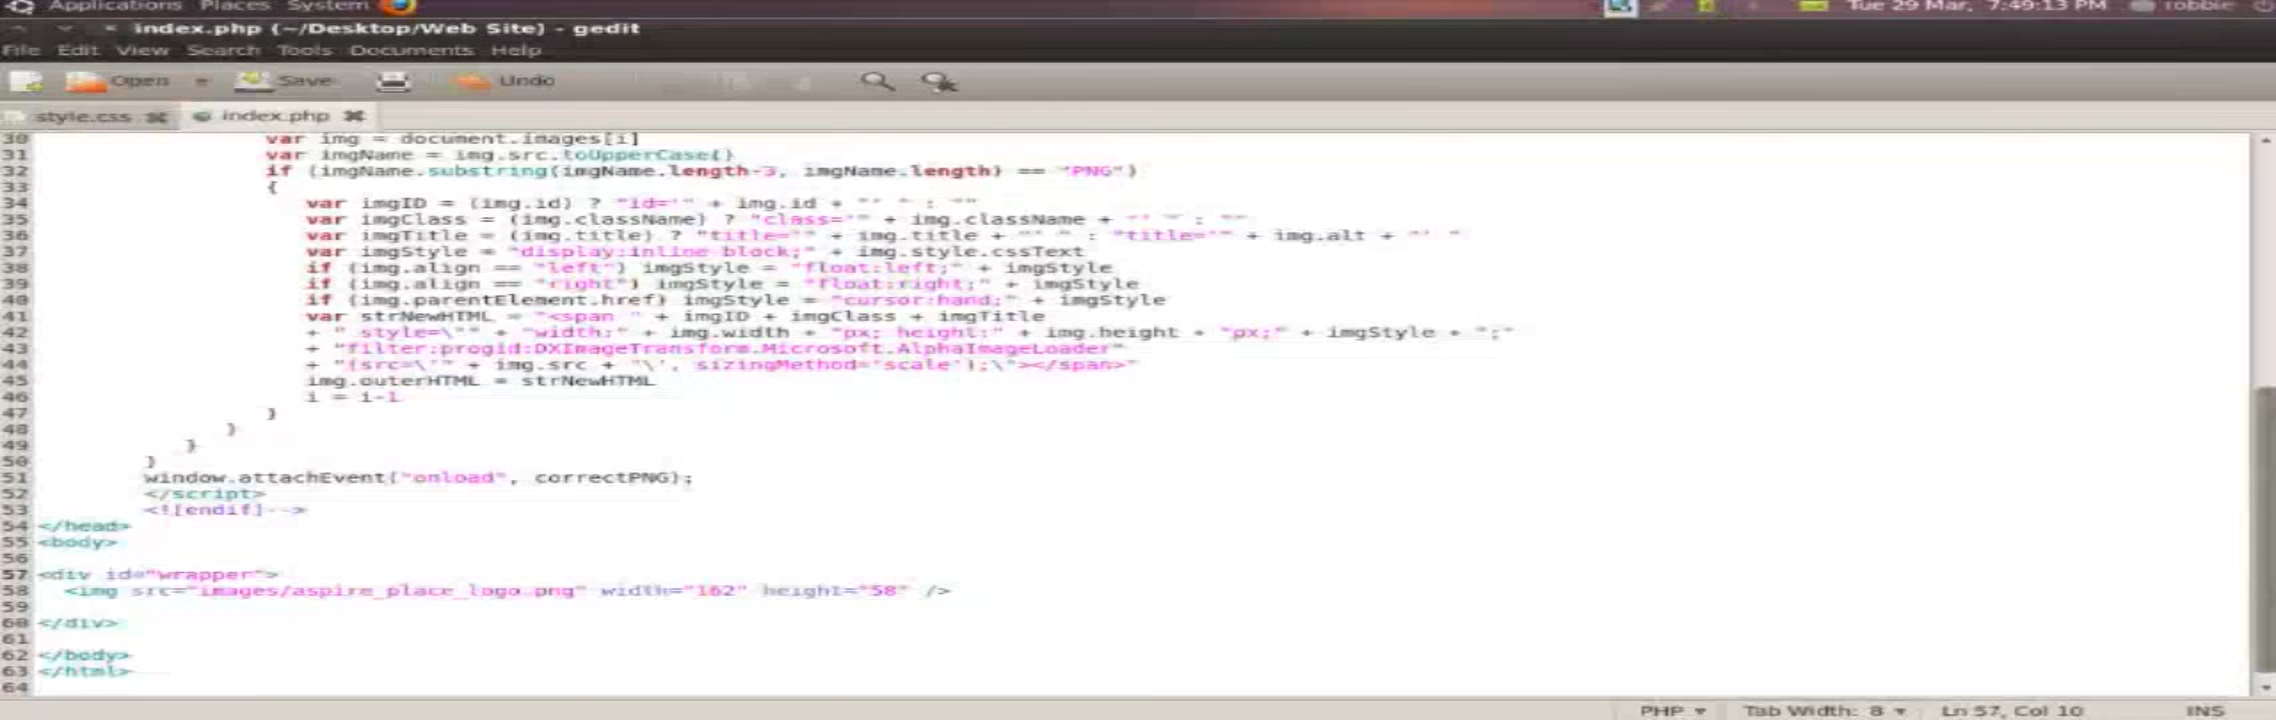 Applications Places System Tue 29 Mar, 7:49:13 PM robbie
index.php (~/Desktop/Web Site) - gedit
File Edit View Search Tools Documents Help
Open Save Undo
style.css index.php
30 var img = document.images[i]
31 var imgName = img.src.toUpperCase()
32 if (imgName.substring(imgName.length-3, imgName.length) == "PNG")
33 {
34 var imgID = (img.id) ? "id='" + img.id + "' " : ""
35 var imgClass = (img.className) ? "class='" + img.className + "' " : ""
36 var imgTitle = (img.title) ? "title='" + img.title + "' " : "title='" + img.alt + "' "
37 var imgStyle = "display:inline-block;" + img.style.cssText
38 if (img.align == "left") imgStyle = "float:left;" + imgStyle
39 if (img.align == "right") imgStyle = "float:right;" + imgStyle
40 if (img.parentElement.href) imgStyle = "cursor:hand;" + imgStyle
41 var strNewHTML = "<span " + imgID + imgClass + imgTitle
42 + " style=\"" + "width:" + img.width + "px; height:" + img.height + "px;" + imgStyle + ";"
43 + "filter:progid:DXImageTransform.Microsoft.AlphaImageLoader"
44 + "(src=\'" + img.src + "\', sizingMethod='scale');\"></span>"
45 img.outerHTML = strNewHTML
46 i = i-1
47 }
48 }
49 }
50 }
51 window.attachEvent("onload", correctPNG);
52 </script>
53 <![endif]-->
54 </head>
55 <body>
56
57 <div id="wrapper">
58 <img src="images/aspire_place_logo.png" width="162" height="58" />
59
60 </div>
61
62 </body>
63 </html>
64
PHP Tab Width: 8 Ln 57, Col 10 INS